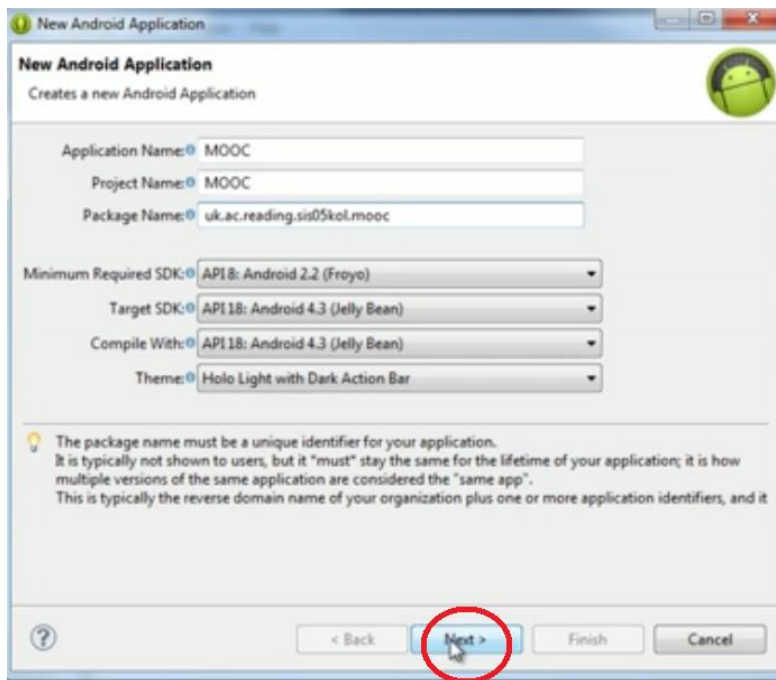 New Android Application
New Android Application
Creates a new Android Application
Application Name: MOOC
Project Name: MOOC
Package Name: uk.ac.reading.sis05kol.mooc
Minimum Required SDK: API 8: Android 2.2 (Froyo)
Target SDK: API 18: Android 4.3 (Jelly Bean)
Compile With: API 18: Android 4.3 (Jelly Bean)
Theme: Holo Light with Dark Action Bar
The package name must be a unique identifier for your application.
It is typically not shown to users, but it "must" stay the same for the lifetime of your application; it is how
multiple versions of the same application are considered the "same app".
This is typically the reverse domain name of your organization plus one or more application identifiers, and it
? < Back Next > Finish Cancel